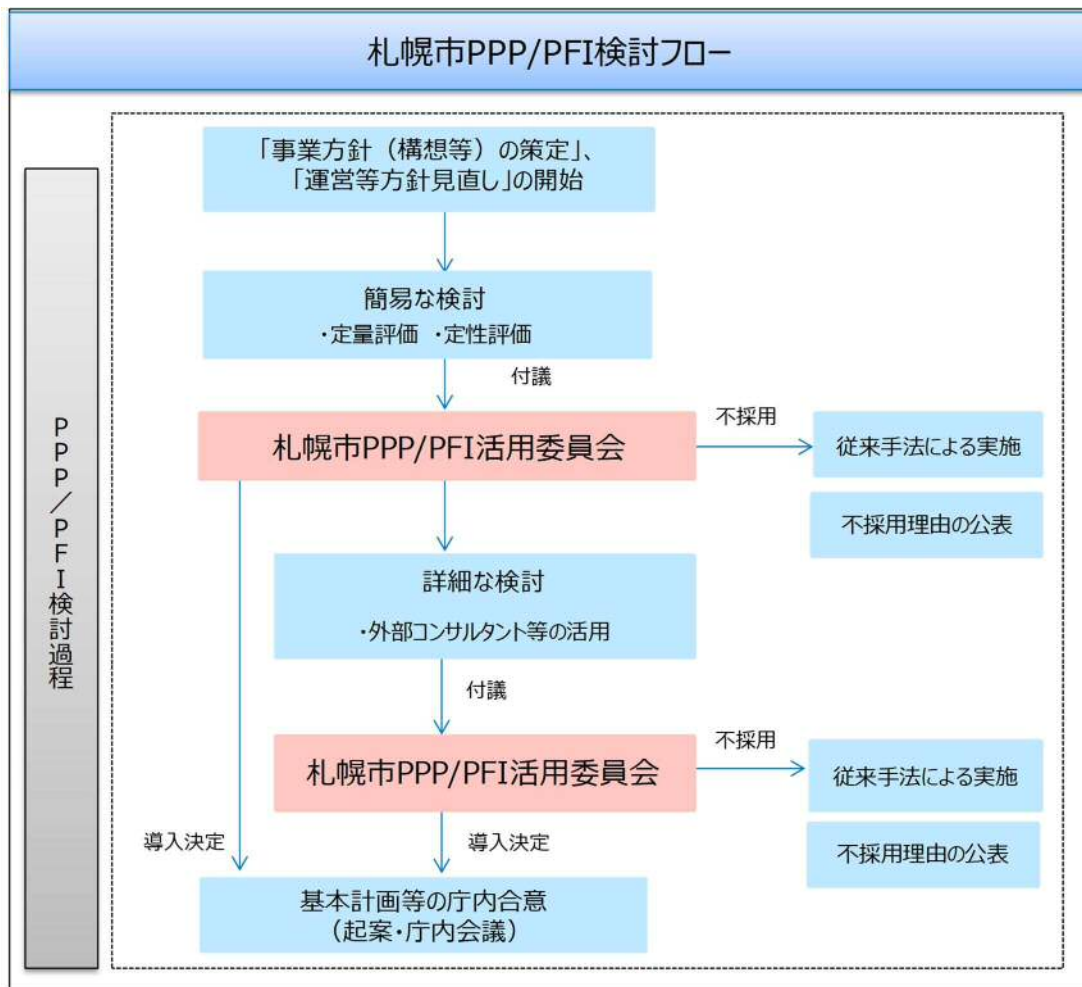 札幌市PPP/PFI検討フロー
PPP/PFI検討過程
「事業方針（構想等）の策定」、
「運営等方針見直し」の開始
簡易な検討
・定量評価 ・定性評価
付議
札幌市PPP/PFI活用委員会
不採用
従来手法による実施
不採用理由の公表
詳細な検討
・外部コンサルタント等の活用
付議
札幌市PPP/PFI活用委員会
不採用
従来手法による実施
不採用理由の公表
導入決定
導入決定
基本計画等の庁内合意
（起案・庁内会議）